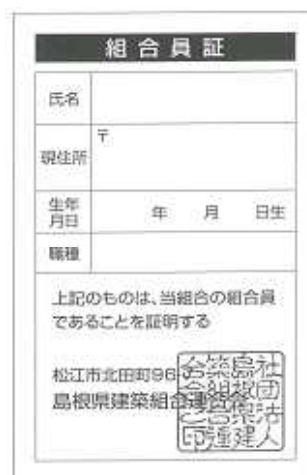 組合員証
氏名
現住所 〒
生年月日 年 月 日生
職種
上記のものは、当組合の組合員
であることを証明する
松江市北田町96
島根県建築組合連合会